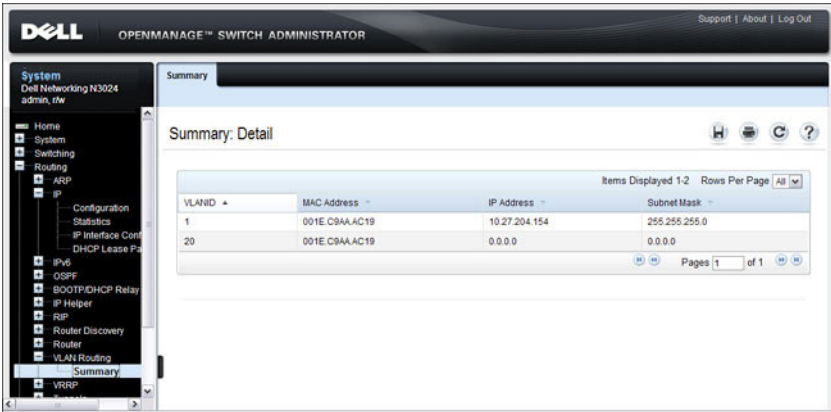 Support | About | Log Out
DELL OPENMANAGE™ SWITCH ADMINISTRATOR
System
Dell Networking N3024
admin, r/w
Home
System
Switching
Routing
ARP
IP
Configuration
Statistics
IP Interface Conf
DHCP Lease Pa
IPv6
OSPF
BOOTP/DHCP Relay
IP Helper
RIP
Router Discovery
Router
VLAN Routing
Summary
VRRP
Summary
Summary: Detail
Items Displayed 1-2 Rows Per Page All
VLANID MAC Address IP Address Subnet Mask
1 001E.C9AA.AC19 10.27.204.154 255.255.255.0
20 001E.C9AA.AC19 0.0.0.0 0.0.0.0
Pages 1 of 1